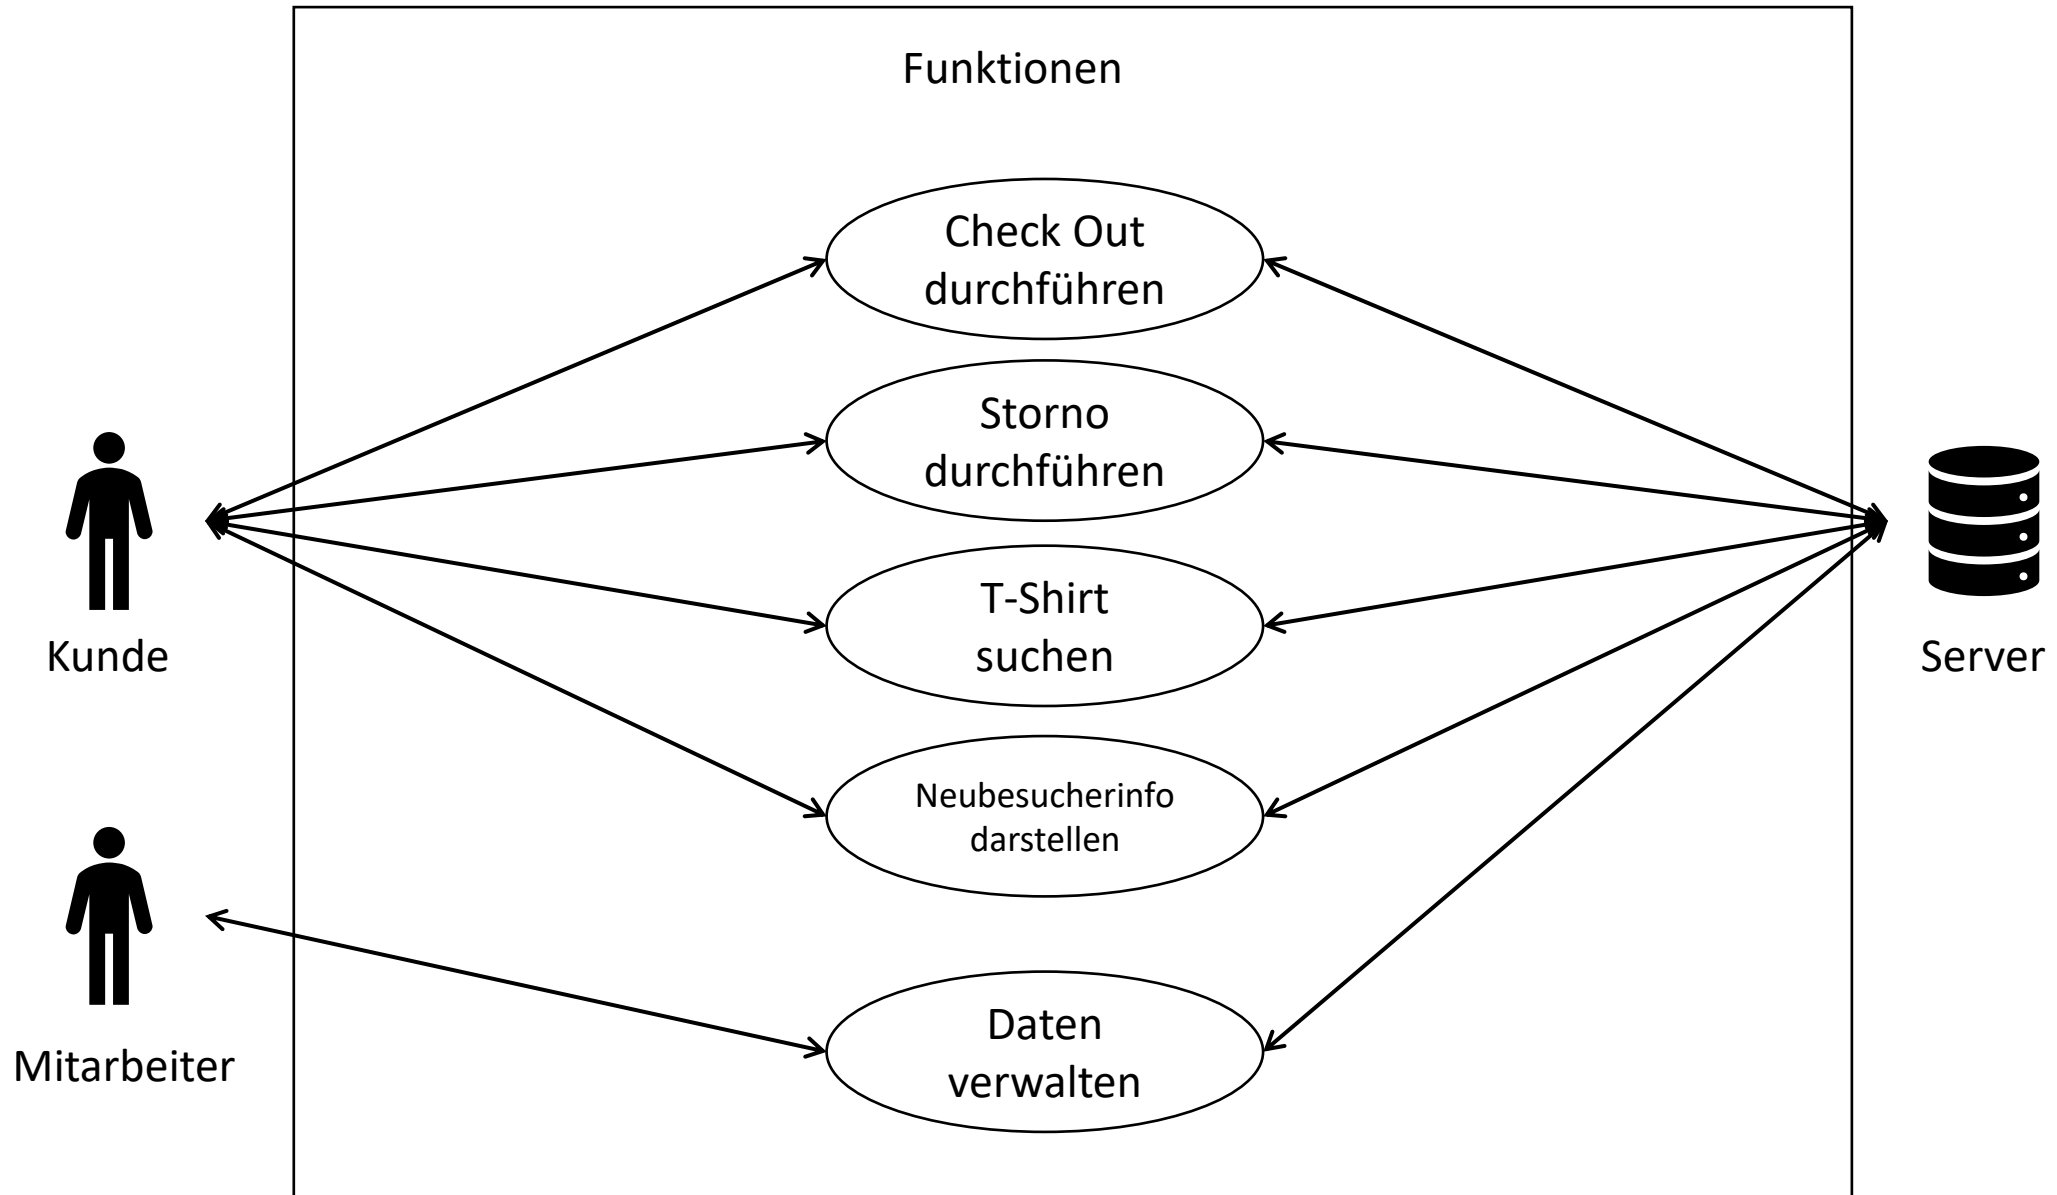 Funktionen
Check Out
durchführen
Storno
durchführen
T-Shirt
suchen
Kunde
Server
Neubesucherinfo
darstellen
Daten
verwalten
Mitarbeiter